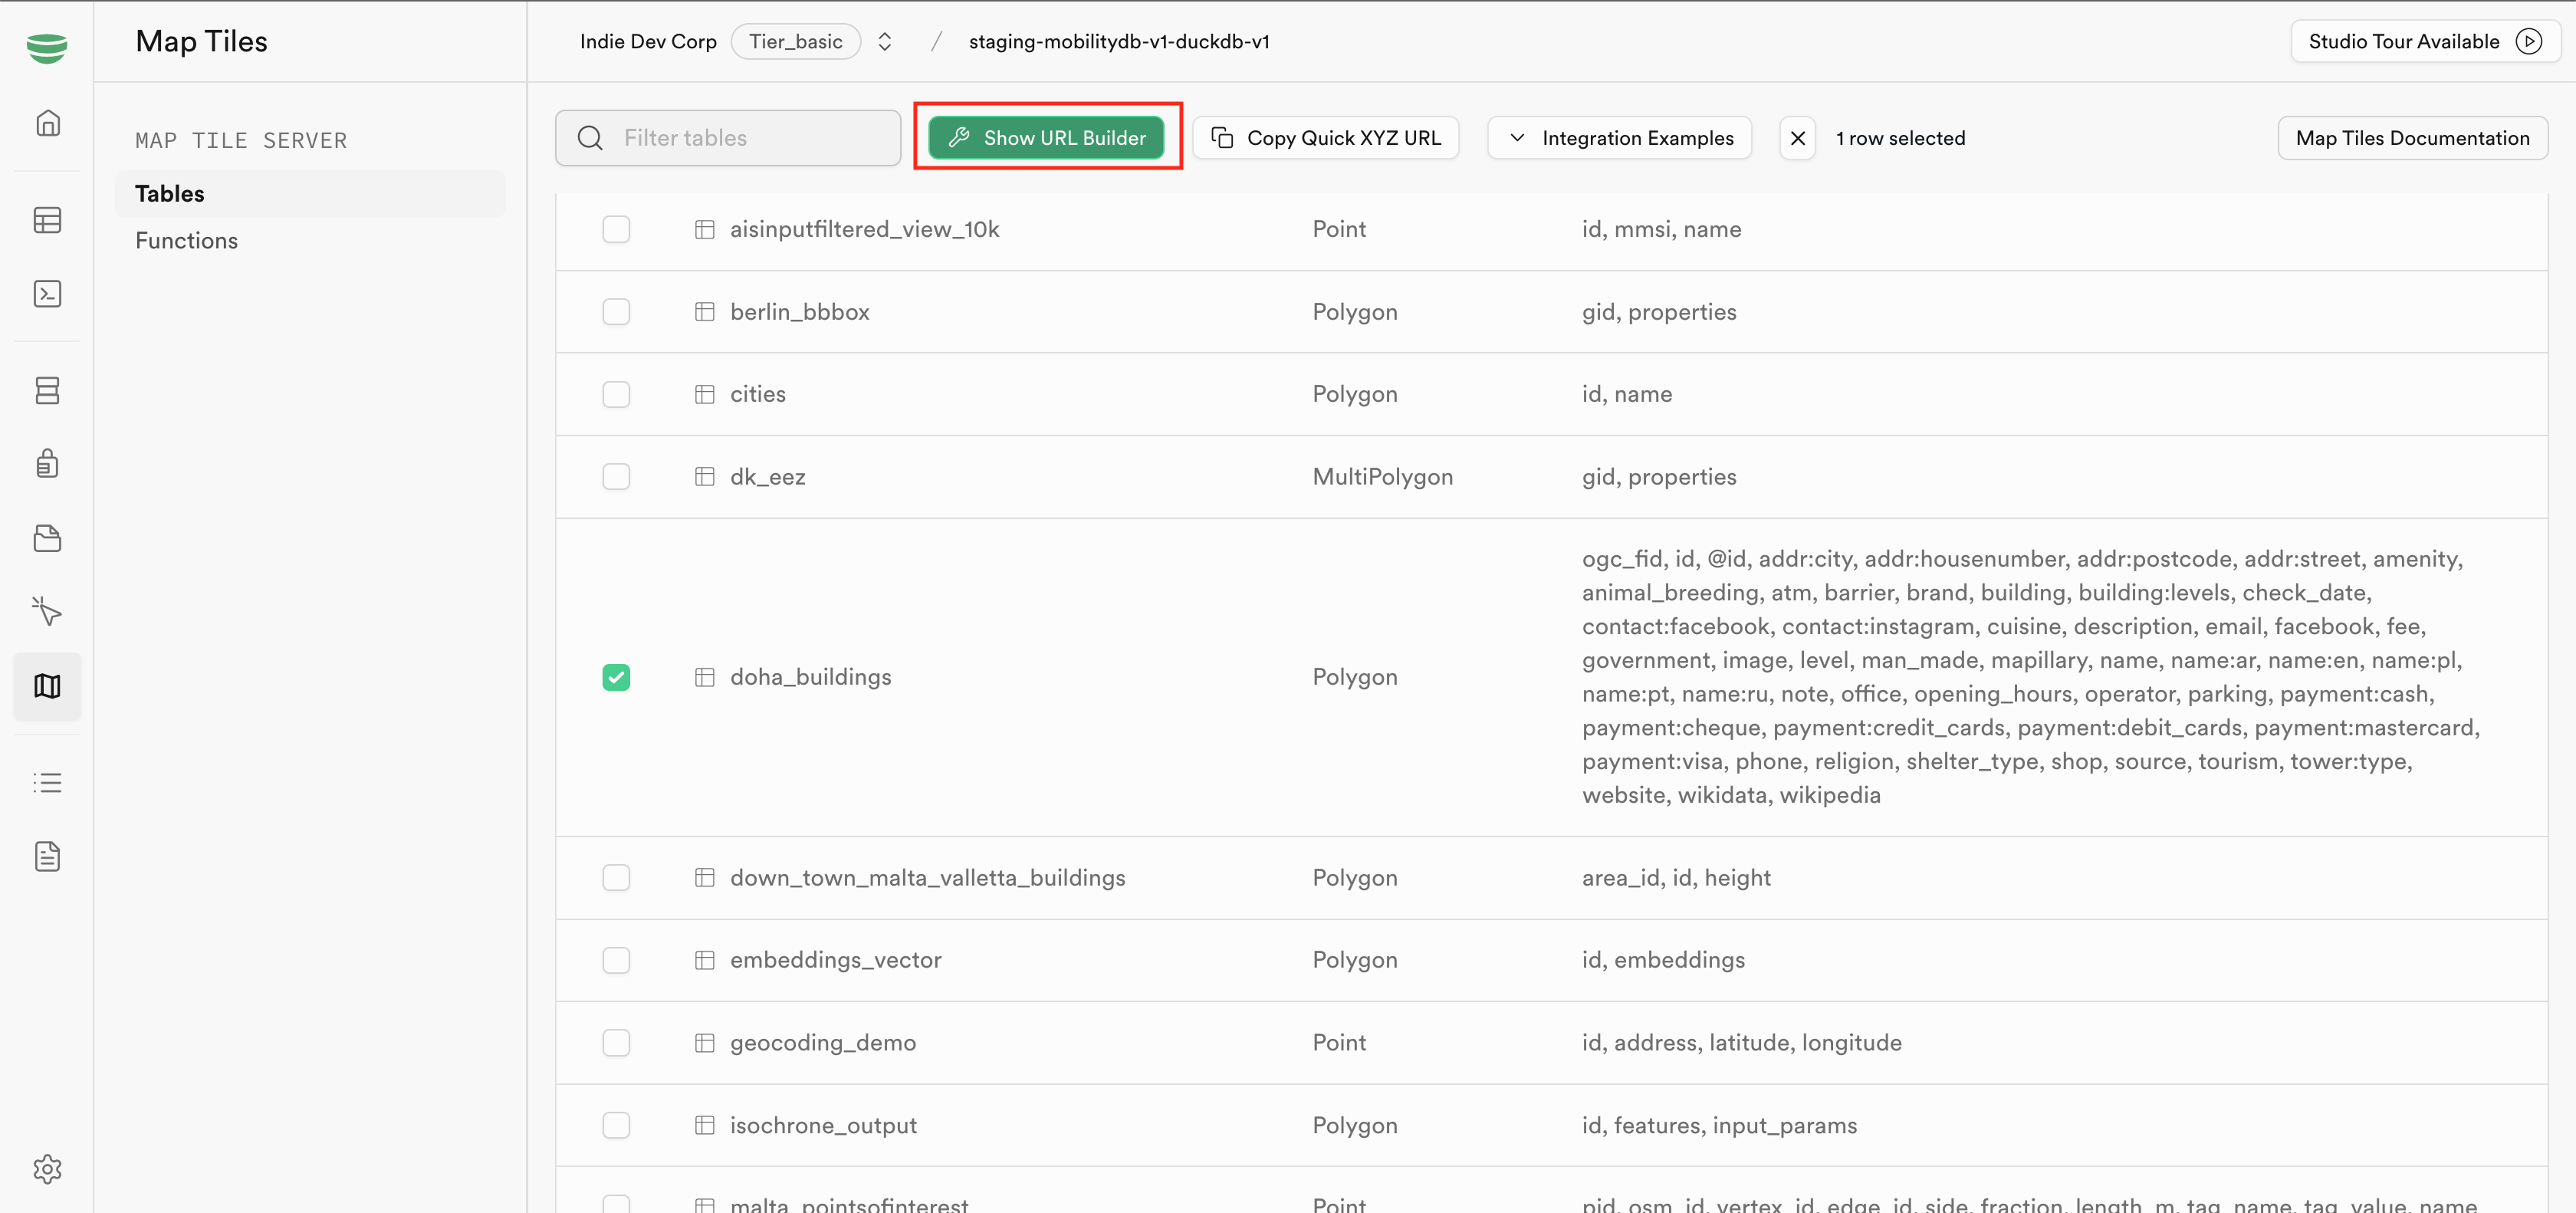 Map Tiles
Indie Dev Corp Tier_basic / staging-mobilitydb-v1-duckdb-v1
Studio Tour Available
MAP TILE SERVER
Tables
Functions
Filter tables
Show URL Builder
Copy Quick XYZ URL
Integration Examples
1 row selected
Map Tiles Documentation
aisinputfiltered_view_10k Point id, mmsi, name
berlin_bbbox Polygon gid, properties
cities Polygon id, name
dk_eez MultiPolygon gid, properties
doha_buildings Polygon
ogc_fid, id, @id, addr:city, addr:housenumber, addr:postcode, addr:street, amenity,
animal_breeding, atm, barrier, brand, building, building:levels, check_date,
contact:facebook, contact:instagram, cuisine, description, email, facebook, fee,
government, image, level, man_made, mapillary, name, name:ar, name:en, name:pl,
name:pt, name:ru, note, office, opening_hours, operator, parking, payment:cash,
payment:cheque, payment:credit_cards, payment:debit_cards, payment:mastercard,
payment:visa, phone, religion, shelter_type, shop, source, tourism, tower:type,
website, wikidata, wikipedia
down_town_malta_valletta_buildings Polygon area_id, id, height
embeddings_vector Polygon id, embeddings
geocoding_demo Point id, address, latitude, longitude
isochrone_output Polygon id, features, input_params
malta_pointsofinterest Point pid, osm_id, vertex_id, edge_id, side, fraction, length_m, tag_name, tag_value, name